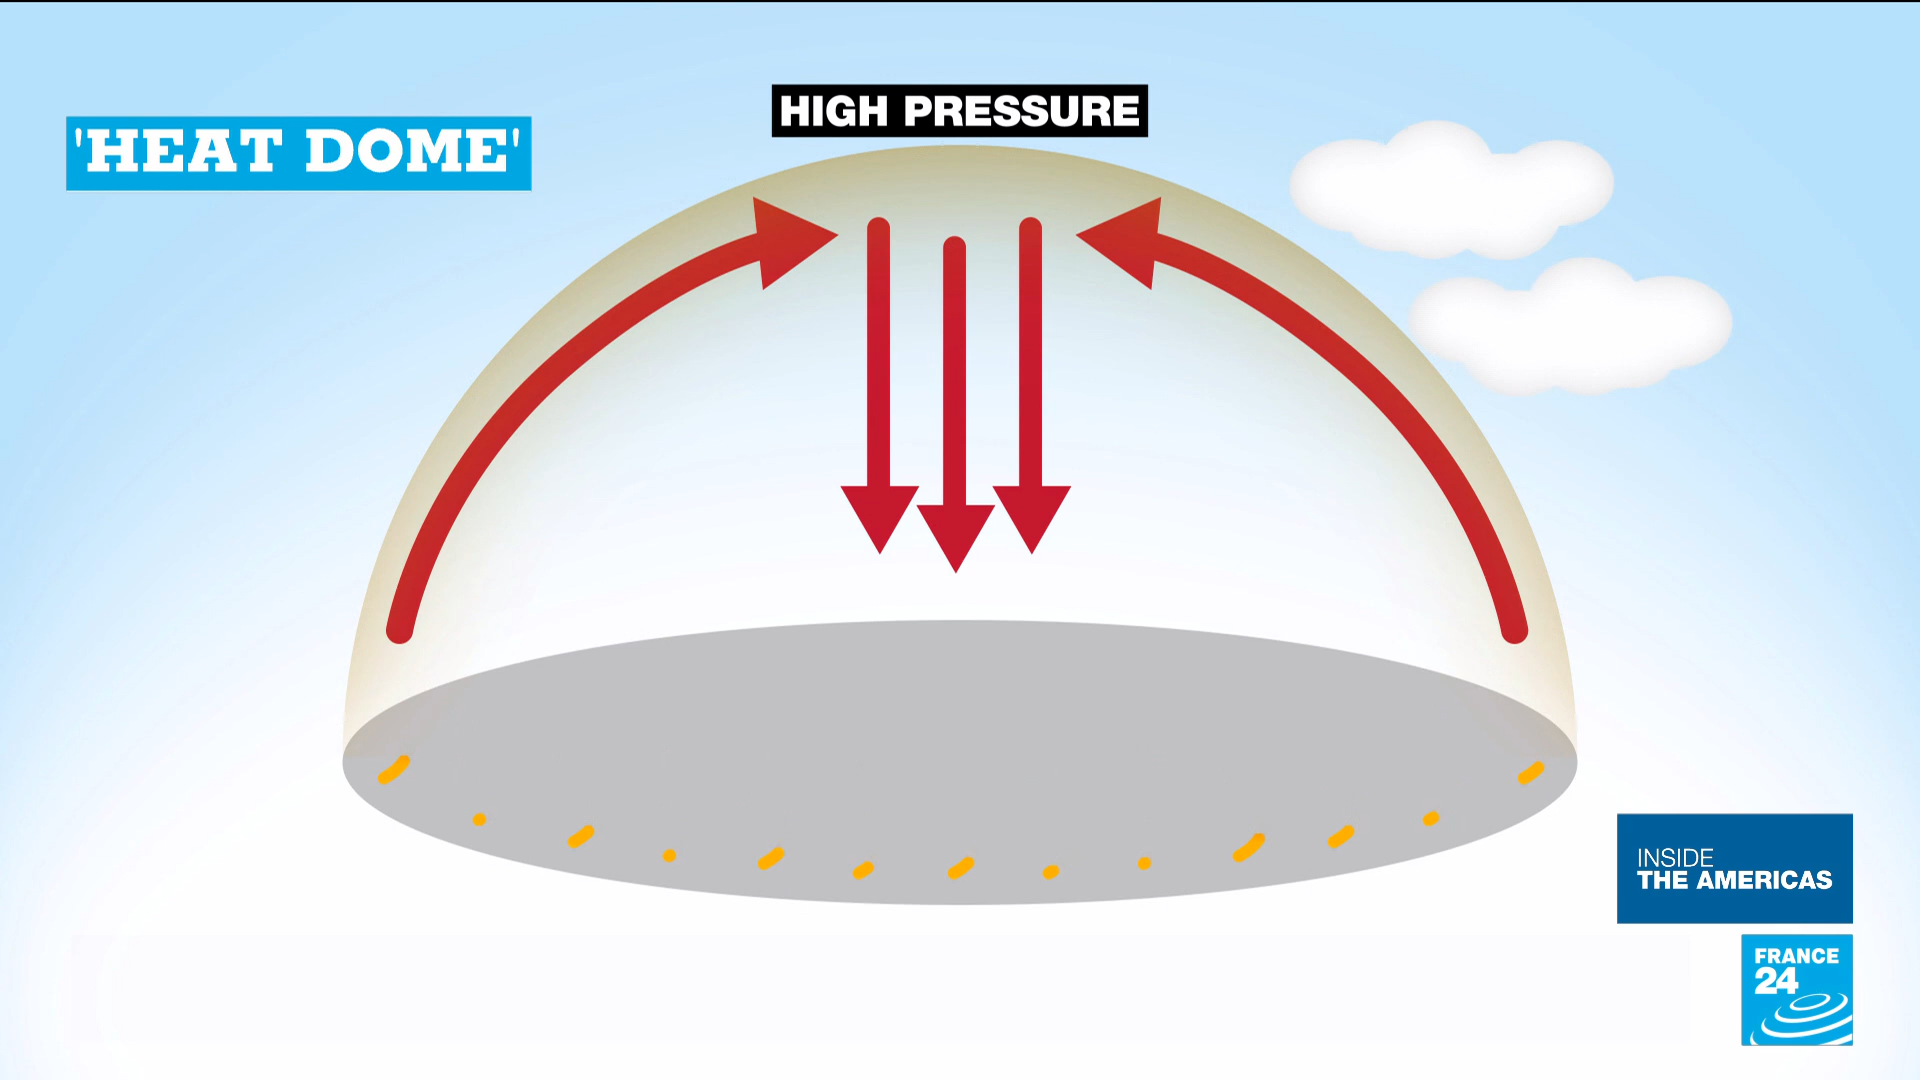 HIGH PRESSURE
'HEAT DOME'
INSIDE
THE AMERICAS
FRANCE
24